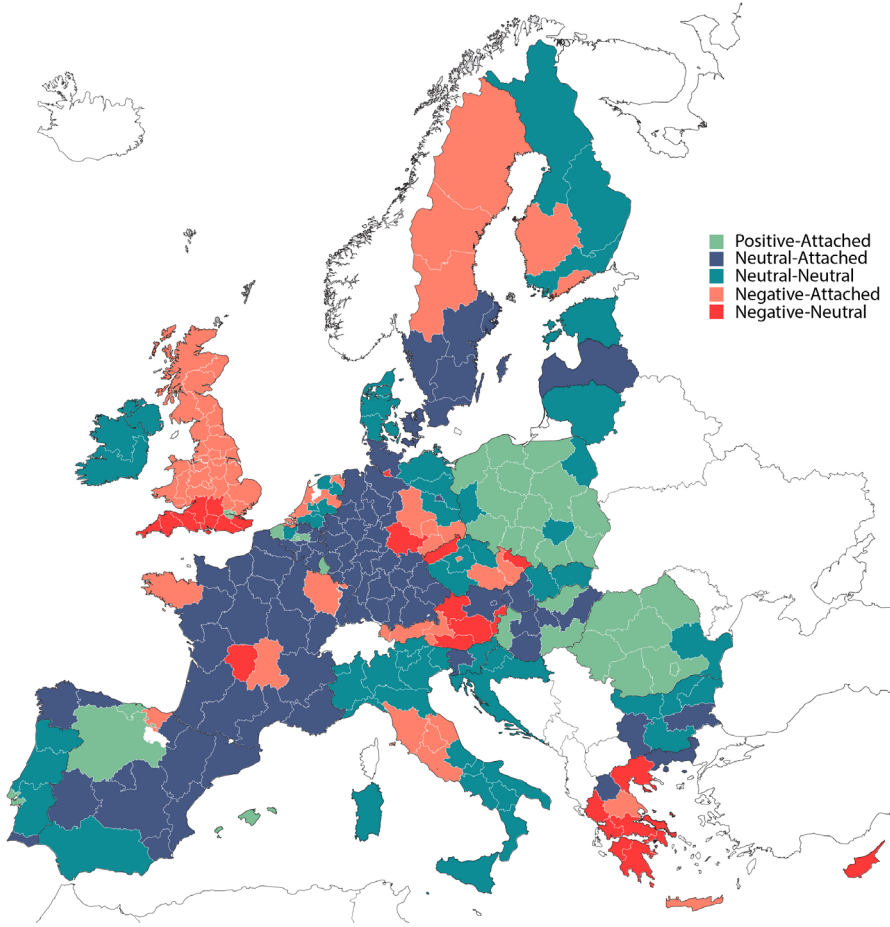 Positive-Attached
Neutral-Attached
Neutral-Neutral
Negative-Attached
Negative-Neutral